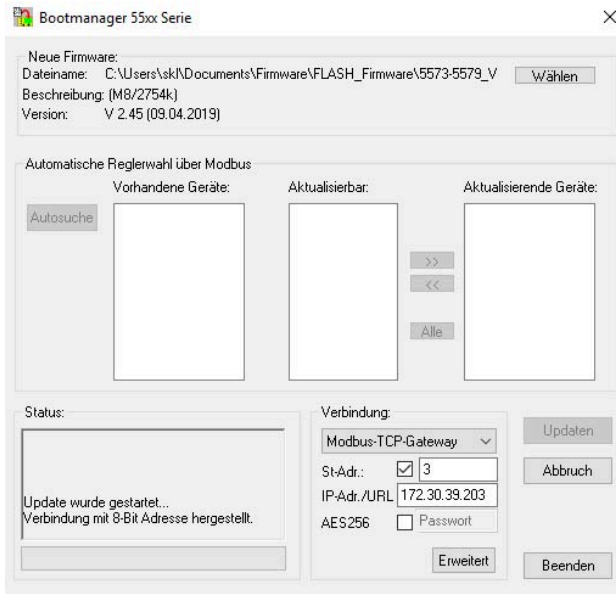 Bootmanager 55xx Serie
Neue Firmware:
Dateiname: C:\Users\skl\Documents\Firmware\FLASH_Firmware\5573-5579_V
Wählen
Beschreibung: (M8/2754k)
Version: V 2.45 (09.04.2019)
Automatische Reglerwahl über Modbus
Vorhandene Geräte: Aktualisierbar: Aktualisierende Geräte:
Autosuche
>>
<<
Alle
Status:
Update wurde gestartet...
Verbindung mit 8-Bit Adresse hergestellt.
Verbindung:
Modbus-TCP-Gateway
St-Adr.: 3
IP-Adr./URL 172.30.39.203
AES256 Passwort
Erweitert
Updaten
Abbruch
Beenden